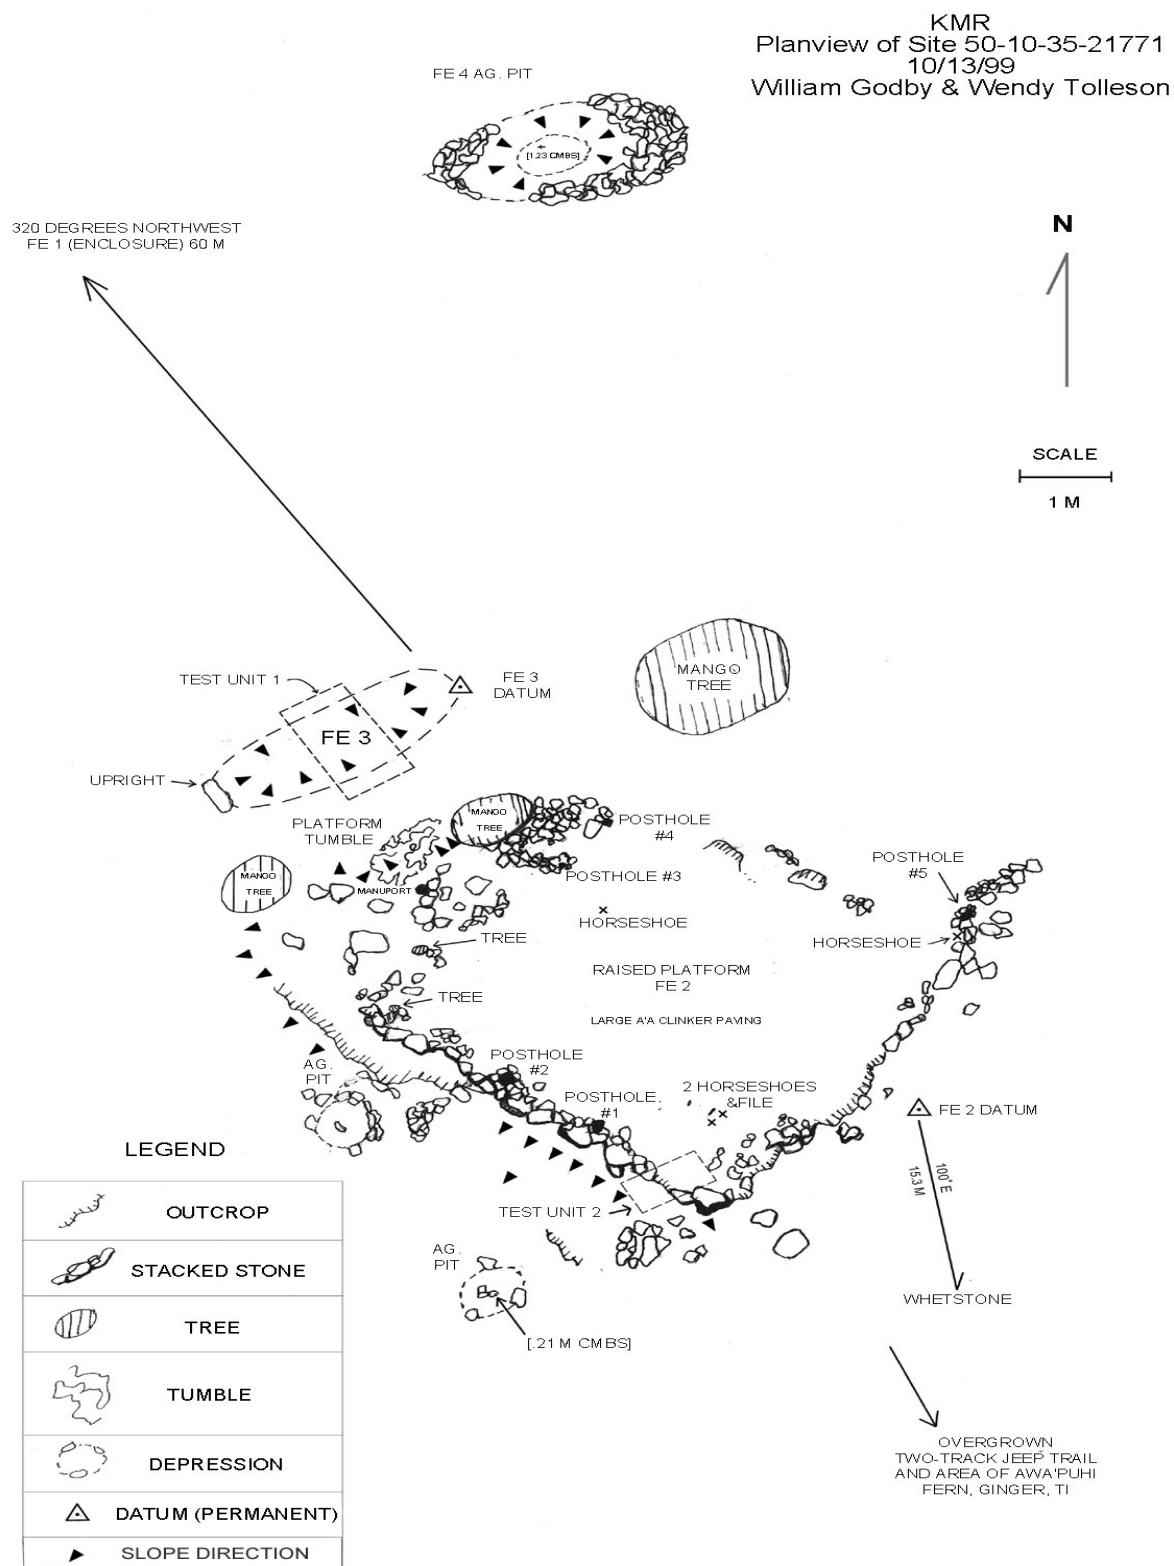 KMR
Planview of Site 50-10-35-21771
10/13/99
William Godby & Wendy Tolleson
FE 4 AG. PIT
[1.23 CMBS]
320 DEGREES NORTHWEST
FE 1 (ENCLOSURE) 60 M
N
SCALE
1 M
MANGO
TREE
TEST UNIT 1
FE 3
DATUM
FE 3
UPRIGHT
PLATFORM
TUMBLE
MANGO
TREE
POSTHOLE
#4
MANGO
TREE
MANUPORT
POSTHOLE #3
POSTHOLE
#5
HORSESHOE
HORSESHOE
TREE
RAISED PLATFORM
FE 2
TREE
LARGE A'A CLINKER PAVING
AG.
PIT
POSTHOLE
#2
POSTHOLE
#1
2 HORSESHOES
&FILE
FE 2 DATUM
100° E
15.3 M
TEST UNIT 2
AG.
PIT
[.21 M CMBS]
WHETSTONE
OVERGROWN
TWO-TRACK JEEP TRAIL
AND AREA OF AWA'PUHI
FERN, GINGER, TI
LEGEND
OUTCROP
STACKED STONE
TREE
TUMBLE
DEPRESSION
DATUM (PERMANENT)
SLOPE DIRECTION